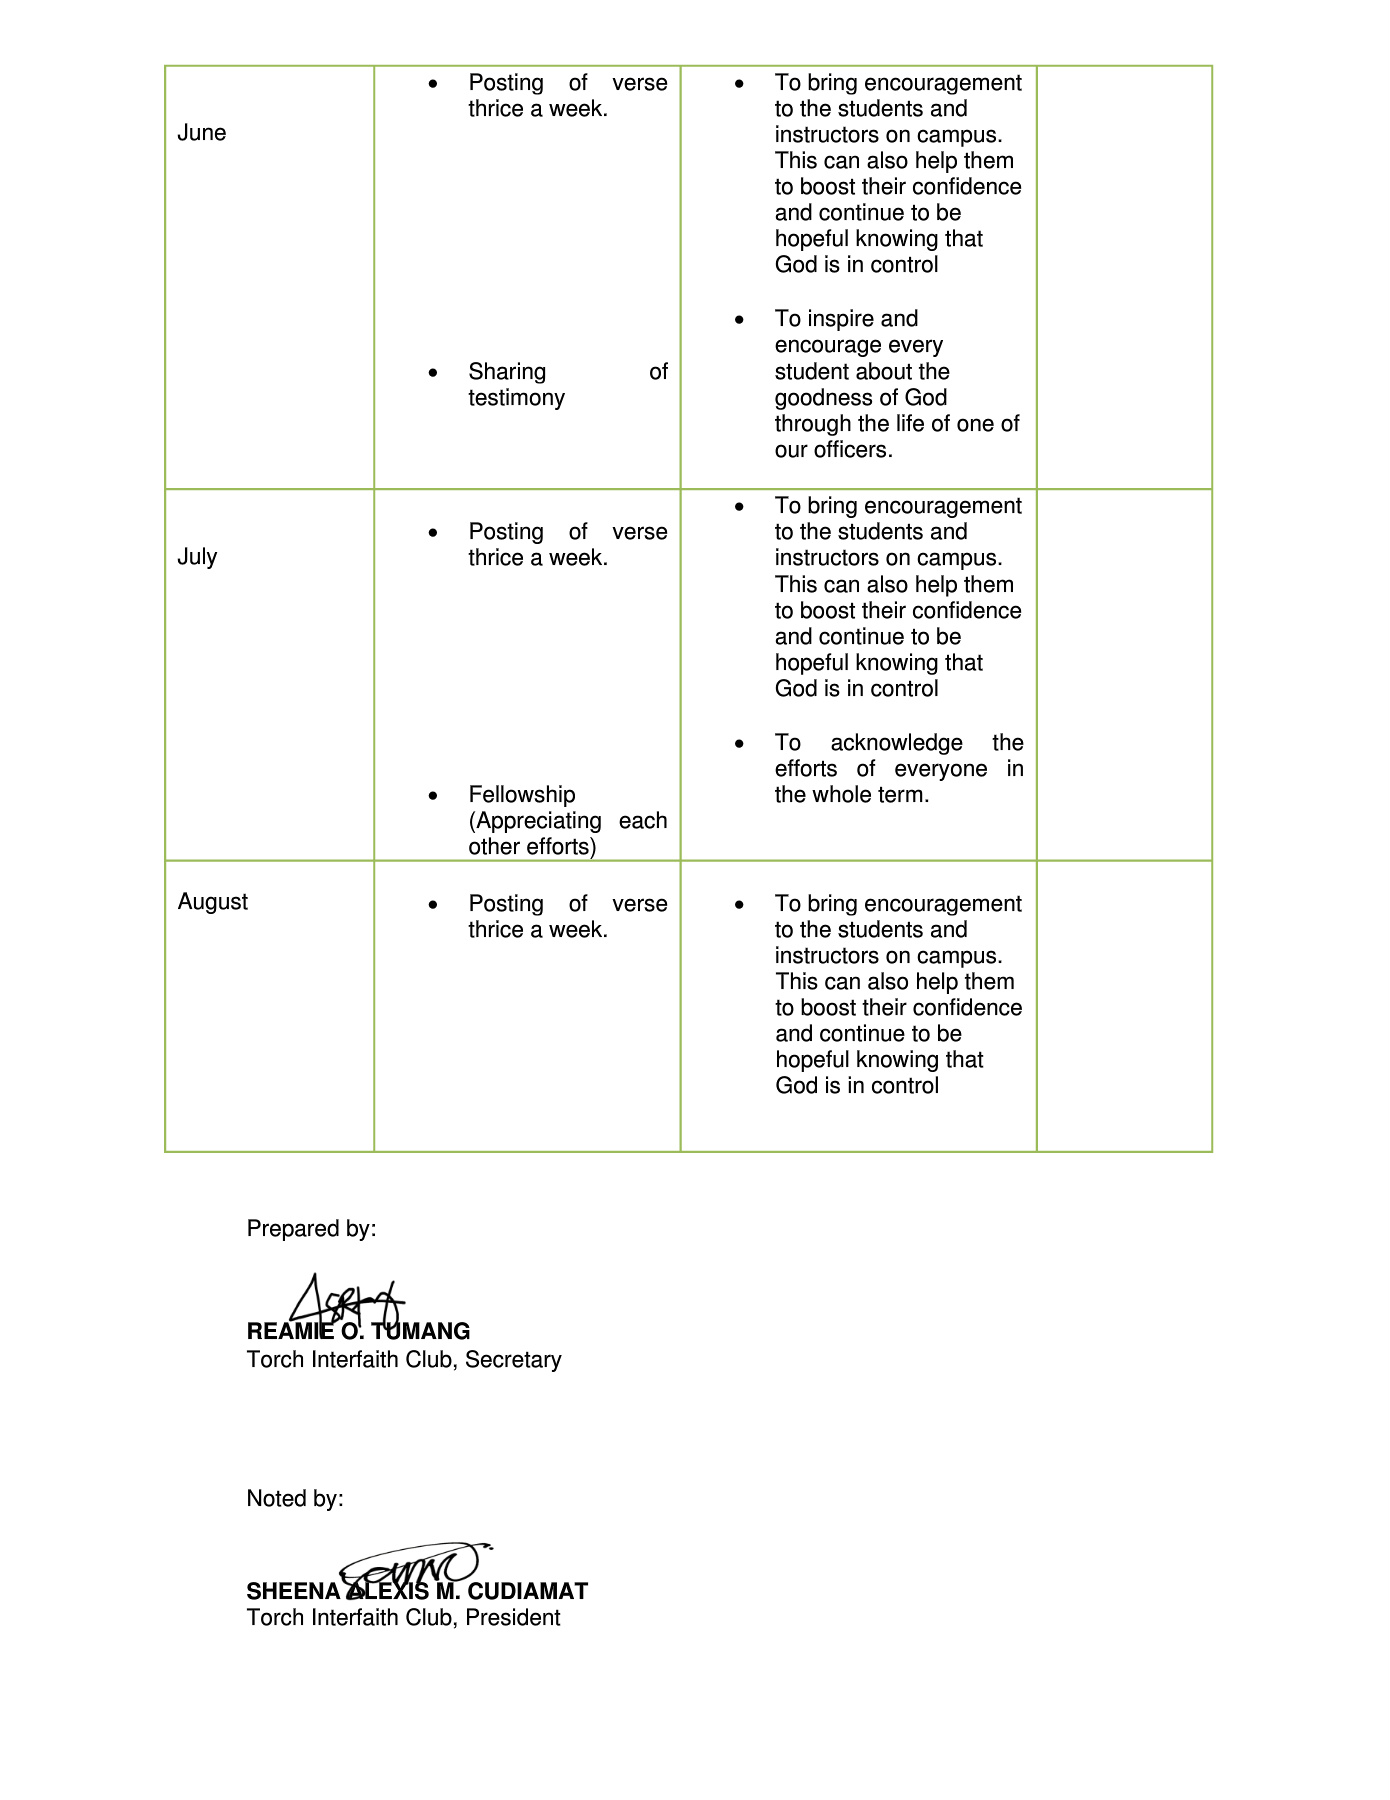 June
• Posting of verse
thrice a week.
• Sharing of
testimony
• To bring encouragement
to the students and
instructors on campus.
This can also help them
to boost their confidence
and continue to be
hopeful knowing that
God is in control
• To inspire and
encourage every
student about the
goodness of God
through the life of one of
our officers.
July
• Posting of verse
thrice a week.
• Fellowship
(Appreciating each
other efforts)
• To bring encouragement
to the students and
instructors on campus.
This can also help them
to boost their confidence
and continue to be
hopeful knowing that
God is in control
• To acknowledge the
efforts of everyone in
the whole term.
August
• Posting of verse
thrice a week.
• To bring encouragement
to the students and
instructors on campus.
This can also help them
to boost their confidence
and continue to be
hopeful knowing that
God is in control
Prepared by:
REAMIE O. TUMANG
Torch Interfaith Club, Secretary
Noted by:
SHEENA ALEXIS M. CUDIAMAT
Torch Interfaith Club, President